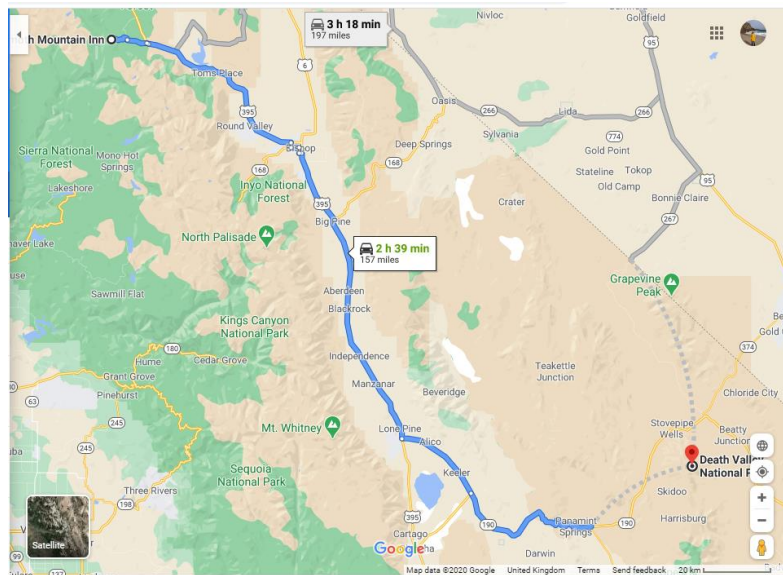 3 h 18 min
197 miles
Nivloc
Goldfield
95
Mountain Inn
Toms Place
6
395
Oasis
266
Lida
266
Round Valley
Bishop
Sylvania
774
Deep Springs
Gold Point
Sierra National
Forest
Mono Hot
Springs
168
168
Stateline
Tokop
Old Camp
95
Lakeshore
Inyo National
Forest
395
Crater
Bonnie Claire
Big Pine
267
North Palisade
2 h 39 min
157 miles
Grapevine
Peak
Sawmill Flat
Aberdeen
Blackrock
Kings Canyon
National Park
374
180
Hume
Cedar Grove
Independence
Teakettle
Junction
Grant Grove
Pinehurst
Manzanar
Beveridge
Chloride City
63
245
Mt. Whitney
Lone Pine
Alico
Stovepipe
Wells
Beatty
Junction
245
Keeler
Death Valley
National
Sequoia
National Park
Skidoo
Three Rivers
198
395
190
Panamint
Springs
190
Harrisburg
Satellite
Cartago
Google
Darwin
Map data ©2020 Google
United Kingdom
Terms
Send feedback
20 km